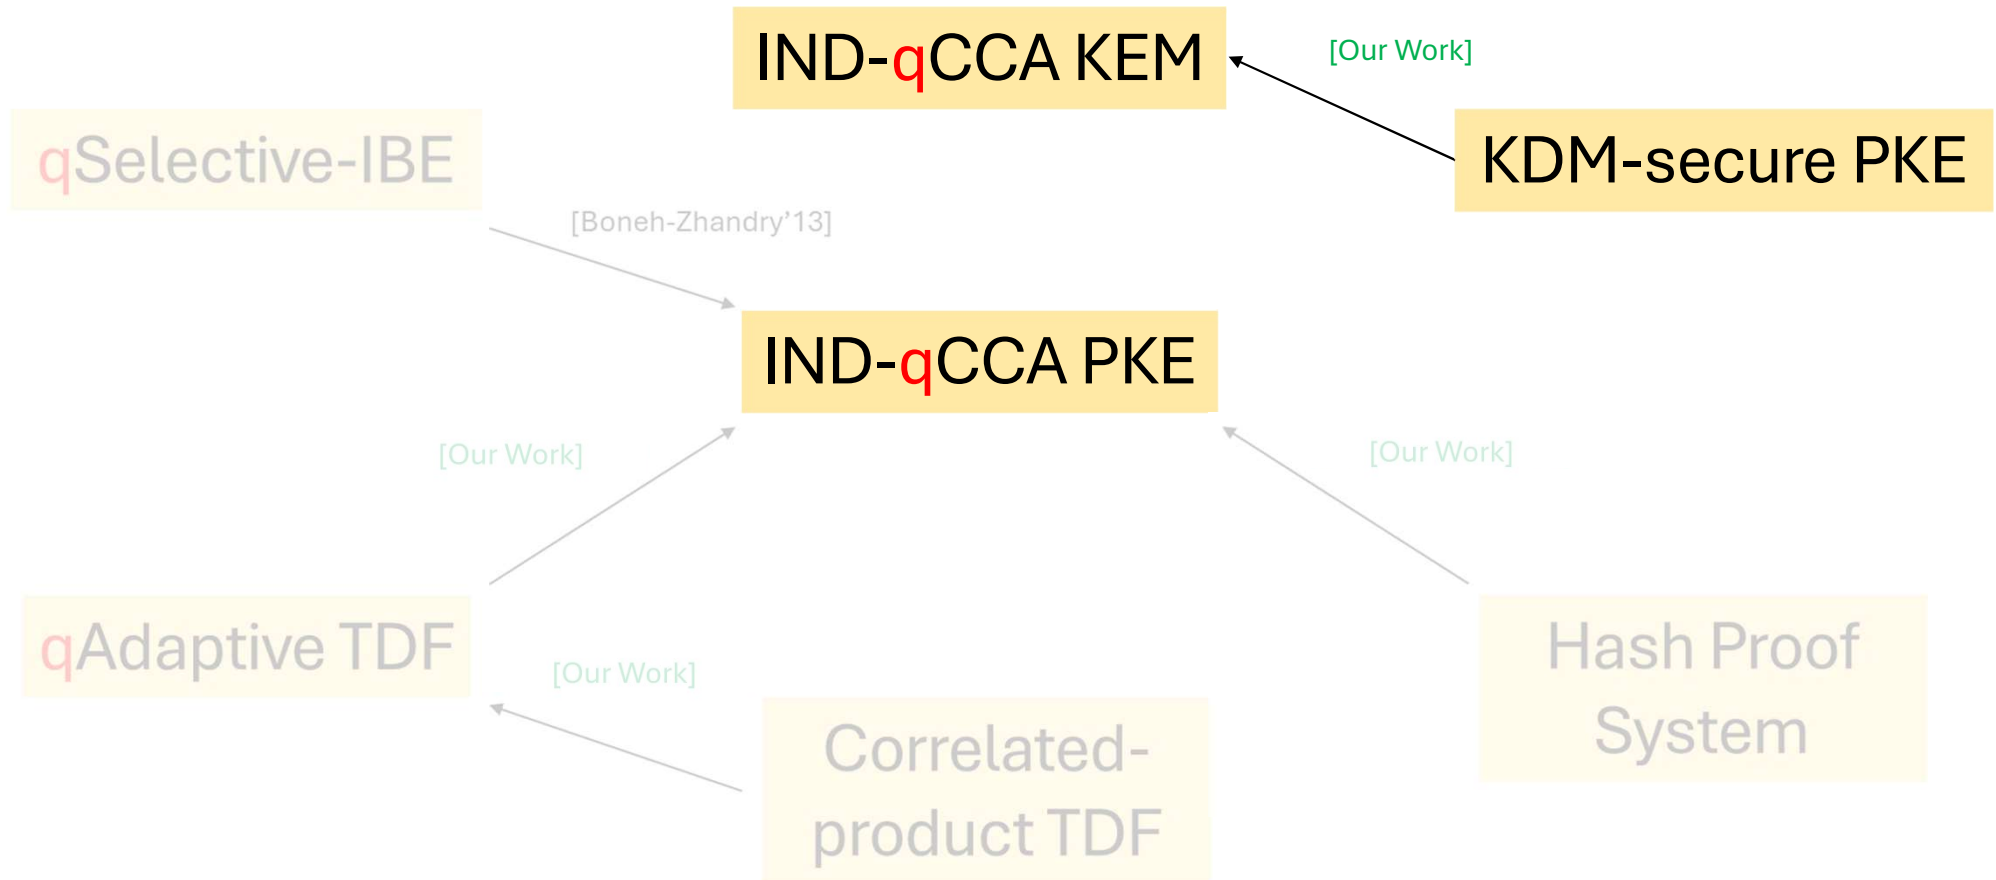 IND-qCCA KEM
[Our Work]
KDM-secure PKE
qSelective-IBE
[Boneh-Zhandry’13]
IND-qCCA PKE
[Our Work]
[Our Work]
qAdaptive TDF
[Our Work]
Hash Proof
System
Correlated-
product TDF